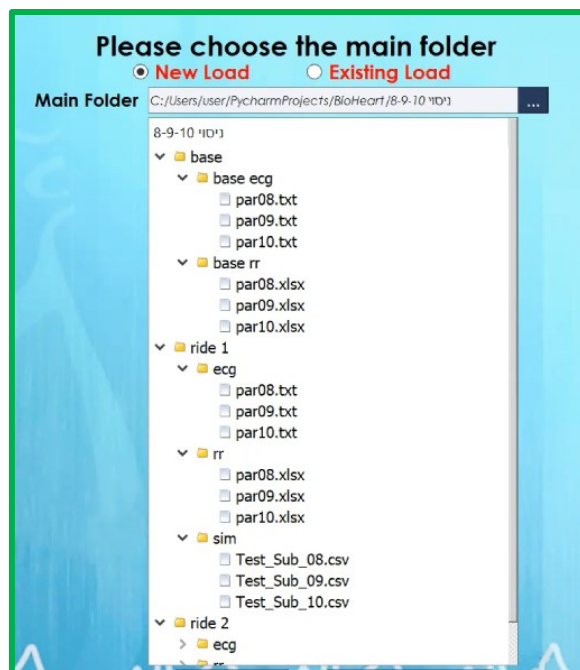 Please choose the main folder
New Load Existing Load
Main Folder C:/Users/user/PycharmProjects/BioHeart/8-9-10 ניסוי ...
8-9-10 ניסוי
base
base ecg
par08.txt
par09.txt
par10.txt
base rr
par08.xlsx
par09.xlsx
par10.xlsx
ride 1
ecg
par08.txt
par09.txt
par10.txt
rr
par08.xlsx
par09.xlsx
par10.xlsx
sim
Test_Sub_08.csv
Test_Sub_09.csv
Test_Sub_10.csv
ride 2
ecg
rr